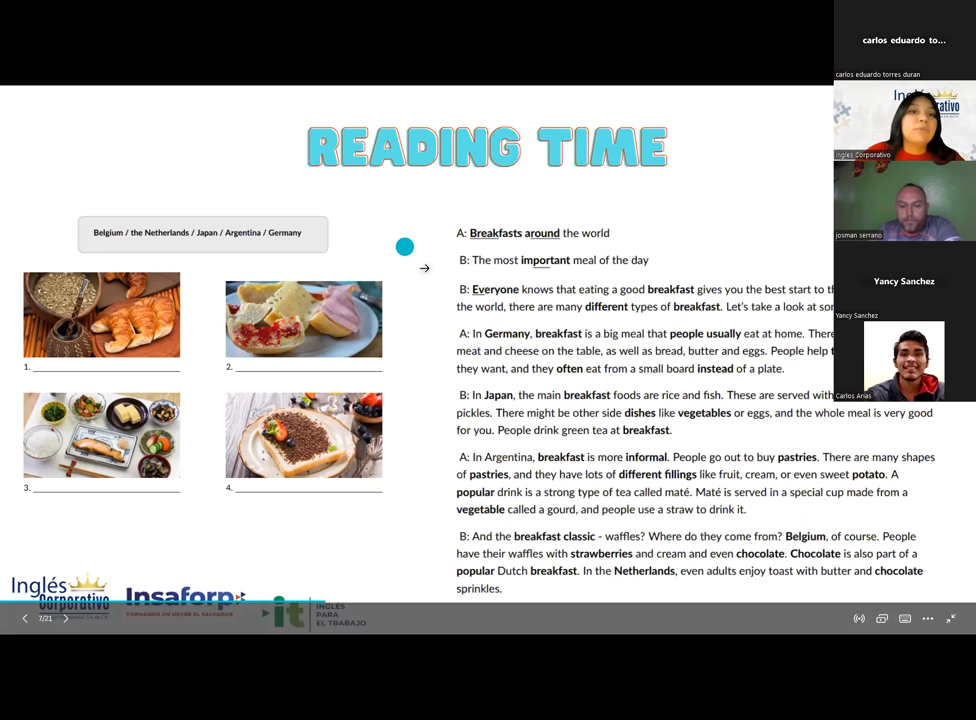 carlos eduardo to...
carlos eduardo torres duran
Ingles Corporativo
josman serrano
Yancy Sanchez
Yancy Sanchez
Carlos Arias
READING TIME
Belgium / the Netherlands / Japan / Argentina / Germany
1.
2.
3.
4.
A: Breakfasts around the world
B: The most important meal of the day
B: Everyone knows that eating a good breakfast gives you the best start to
the world, there are many different types of breakfast. Let's take a look at
A: In Germany, breakfast is a big meal that people usually eat at home.
meat and cheese on the table, as well as bread, butter and eggs. People help
they want, and they often eat from a small board instead of a plate.
B: In Japan, the main breakfast foods are rice and fish. These are served with
pickles. There might be other side dishes like vegetables or eggs, and the whole meal is very good
for you. People drink green tea at breakfast.
A: In Argentina, breakfast is more informal. People go out to buy pastries. There are many shapes
of pastries, and they have lots of different fillings like fruit, cream, or even sweet potato. A
popular drink is a strong type of tea called maté. Maté is served in a special cup made from a
vegetable called a gourd, and people use a straw to drink it.
B: And the breakfast classic - waffles? Where do they come from? Belgium, of course. People
have their waffles with strawberries and cream and even chocolate. Chocolate is also part of a
popular Dutch breakfast. In the Netherlands, even adults enjoy toast with butter and chocolate
sprinkles.
Inglés
Corporativo
Insaforp
it
INGLÉS
PARA
EL TRABAJO
7/21